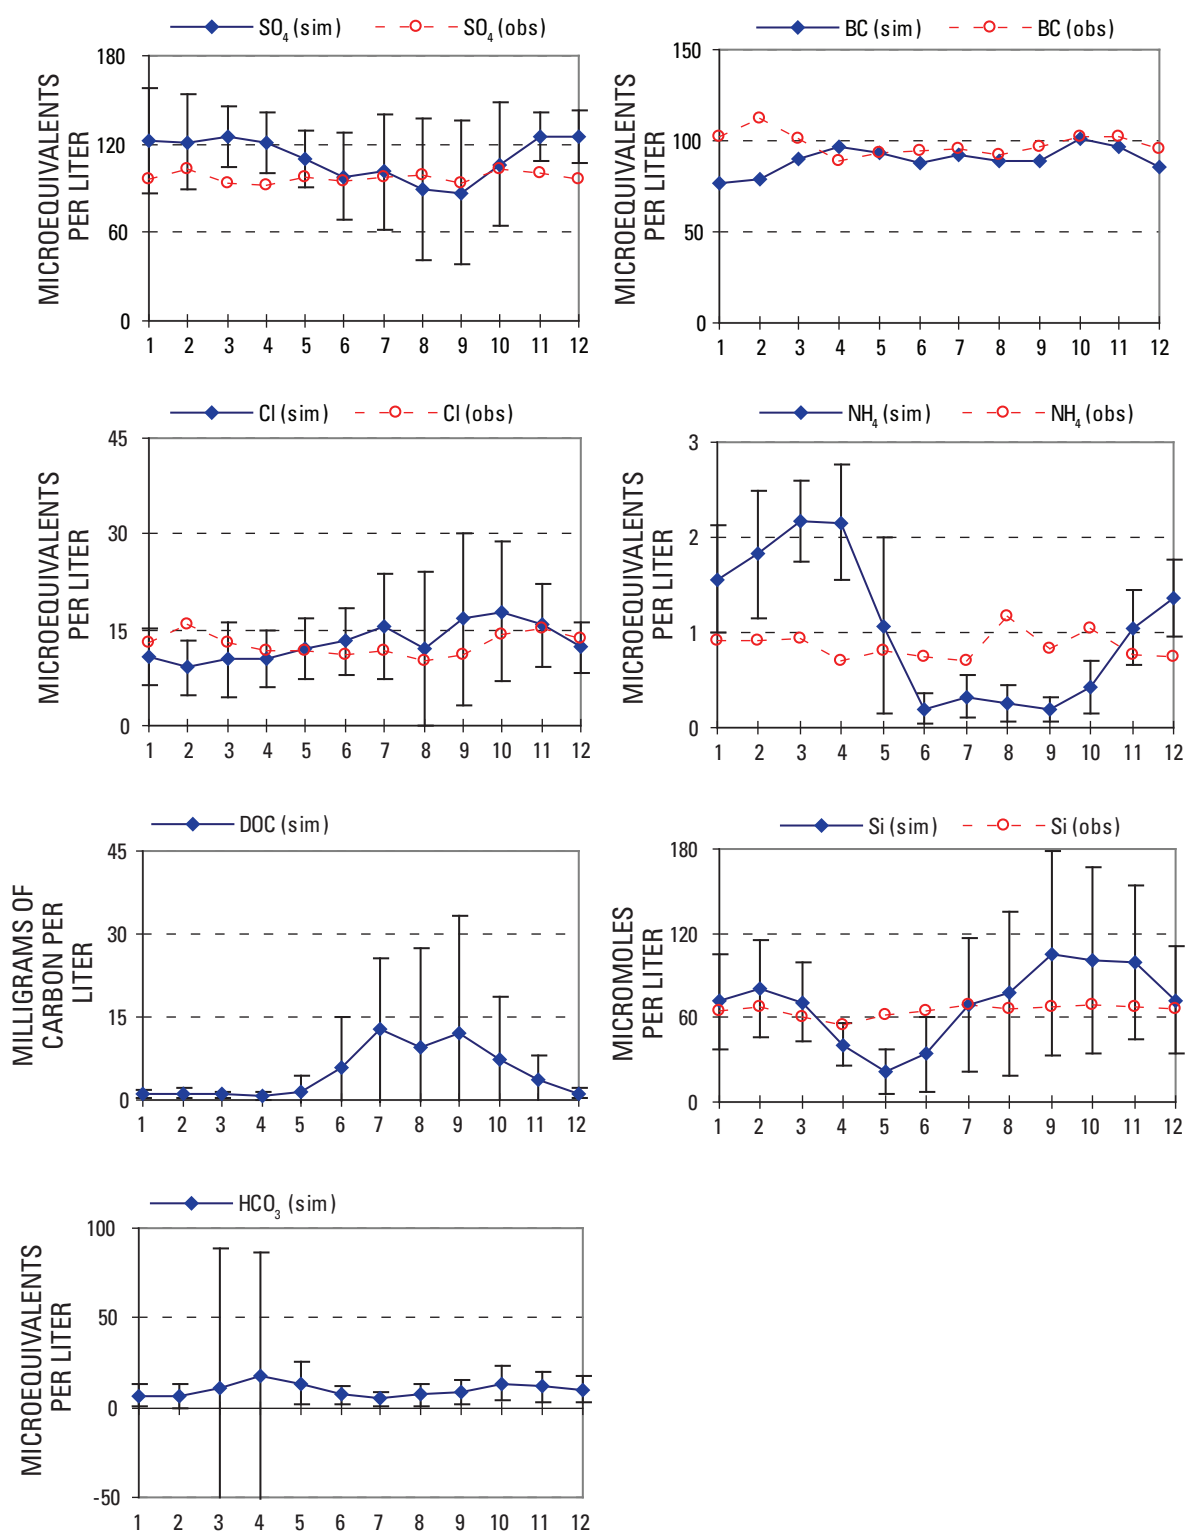 SO4 (sim) SO4 (obs)
MICROEQUIVALENTS
PER LITER
180
120
60
0
1 2 3 4 5 6 7 8 9 10 11 12
BC (sim) BC (obs)
MICROEQUIVALENTS
PER LITER
150
100
50
0
1 2 3 4 5 6 7 8 9 10 11 12
Cl (sim) Cl (obs)
MICROEQUIVALENTS
PER LITER
45
30
15
0
1 2 3 4 5 6 7 8 9 10 11 12
NH4 (sim) NH4 (obs)
MICROEQUIVALENTS
PER LITER
3
2
1
0
1 2 3 4 5 6 7 8 9 10 11 12
DOC (sim)
MILLIGRAMS OF
CARBON PER
LITER
45
30
15
0
1 2 3 4 5 6 7 8 9 10 11 12
Si (sim) Si (obs)
MICROMOLES
PER LITER
180
120
60
0
1 2 3 4 5 6 7 8 9 10 11 12
HCO3 (sim)
MICROEQUIVALENTS
PER LITER
100
50
0
-50
1 2 3 4 5 6 7 8 9 10 11 12